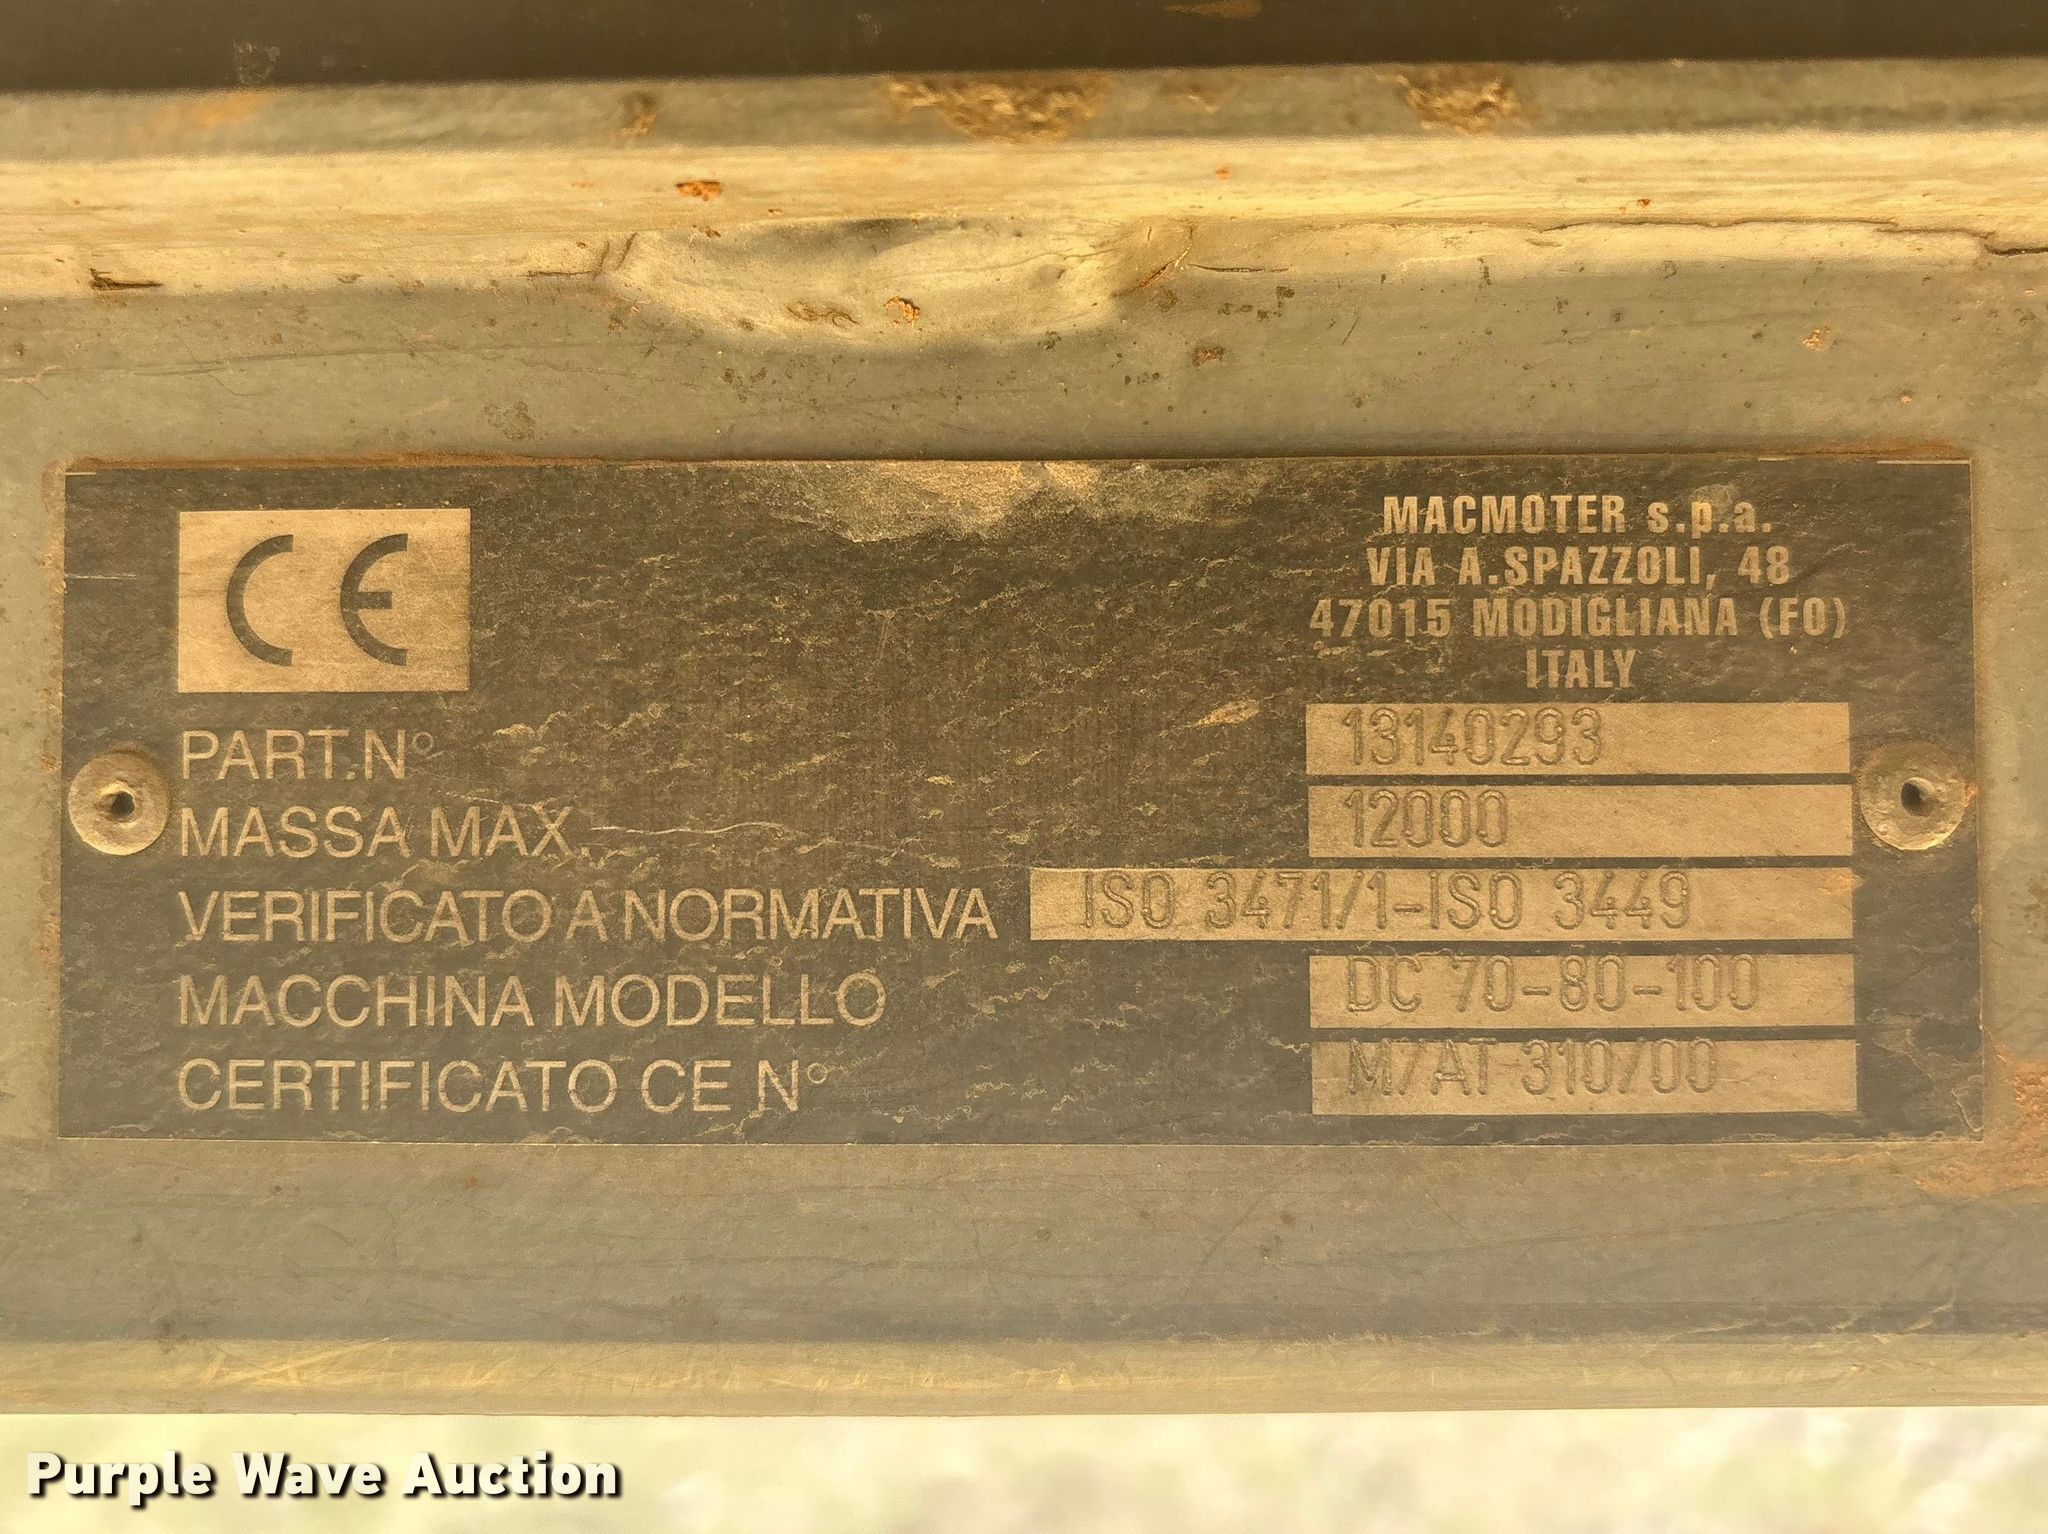 CE
MACMOTER s.p.a.
VIA A.SPAZZOLI, 48
47015 MODIGLIANA (FO)
ITALY
PART.N° 13140293
MASSA MAX. 12000
VERIFICATO A NORMATIVA ISO 3471/1-ISO 3449
MACCHINA MODELLO DC 70-80-100
CERTIFICATO CE N° M/AT 310/00
Purple Wave Auction